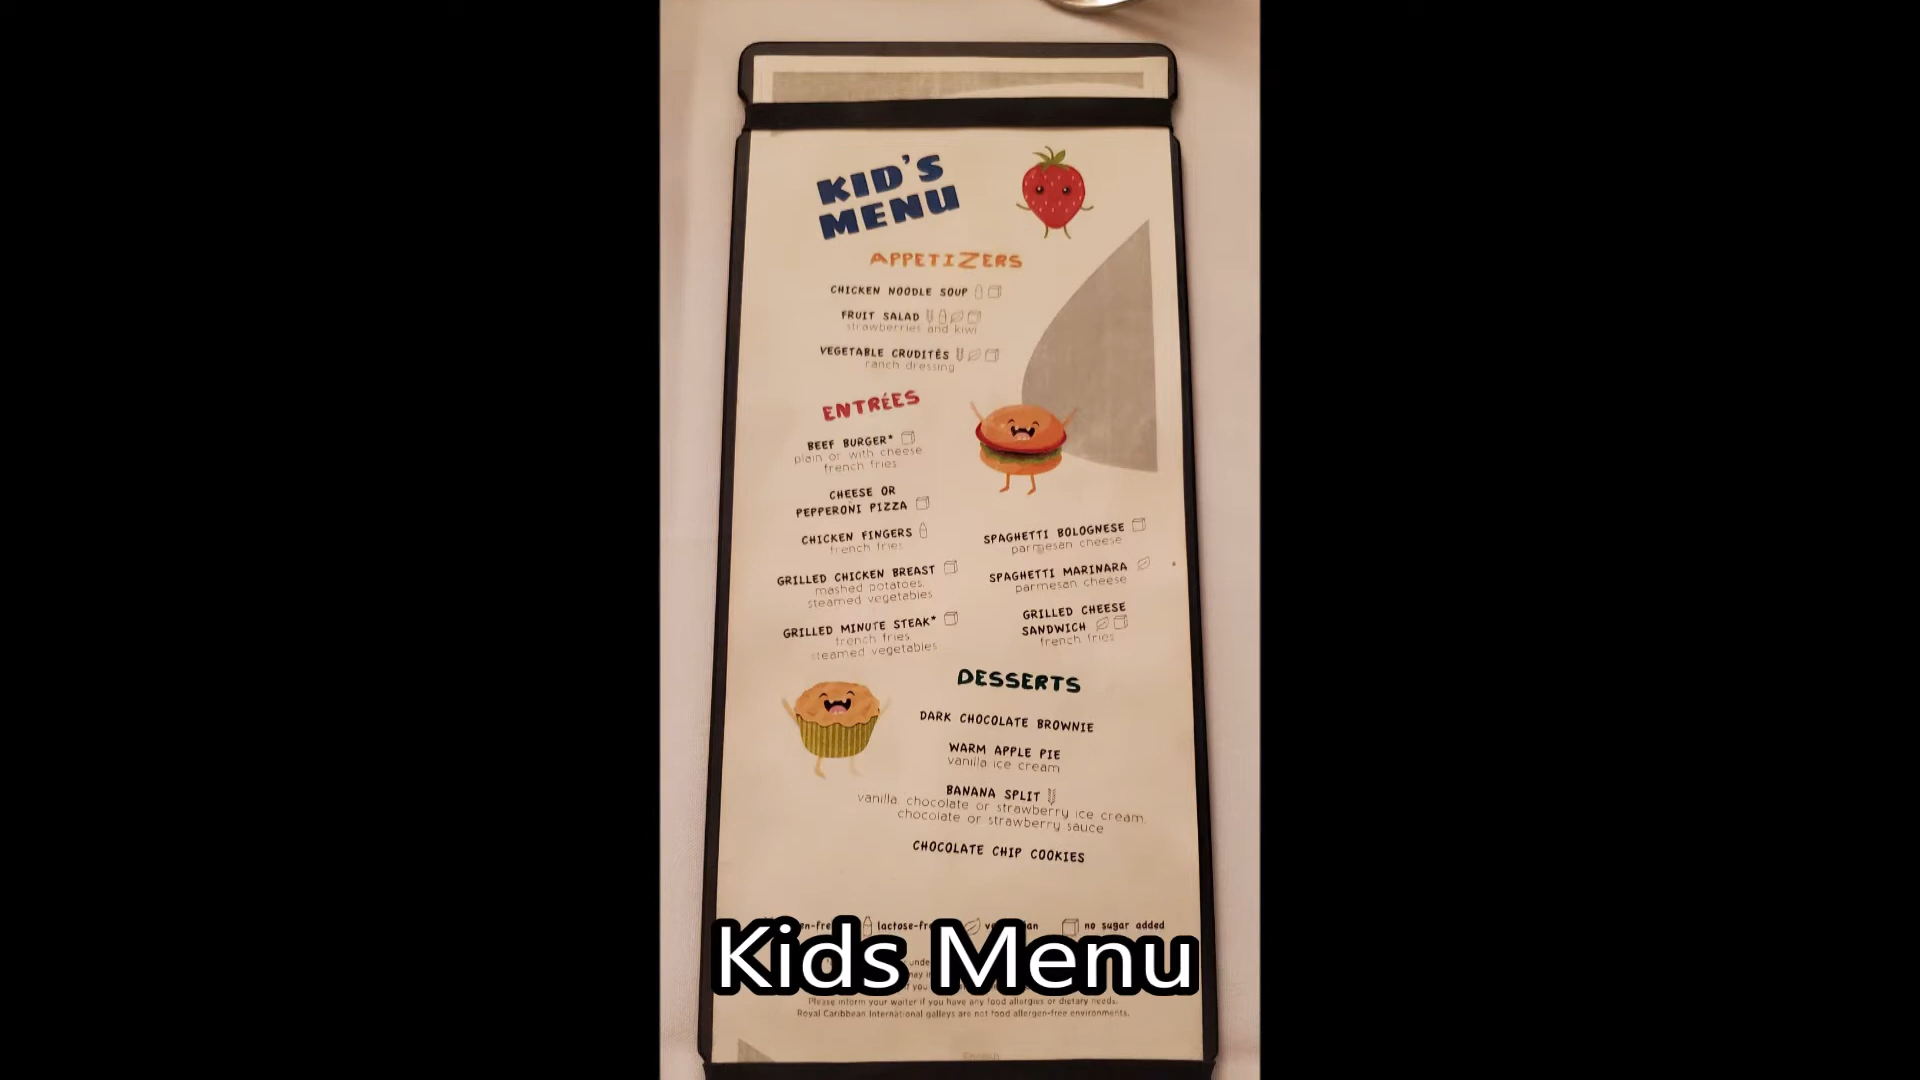 KID'S
MENU
APPETIZERS
CHICKEN NOODLE SOUP
FRUIT SALAD
strawberries and kiwi
VEGETABLE CRUDITÉS
ranch dressing
ENTRÉES
BEEF BURGER*
plain or with cheese
french fries
CHEESE OR
PEPPERONI PIZZA
CHICKEN FINGERS
french fries
GRILLED CHICKEN BREAST
mashed potatoes,
steamed vegetables
GRILLED MINUTE STEAK*
french fries
steamed vegetables
SPAGHETTI BOLOGNESE
parmesan cheese
SPAGHETTI MARINARA
parmesan cheese
GRILLED CHEESE
SANDWICH
french fries
DESSERTS
DARK CHOCOLATE BROWNIE
WARM APPLE PIE
vanilla ice cream
BANANA SPLIT
vanilla, chocolate or strawberry ice cream,
chocolate or strawberry sauce
CHOCOLATE CHIP COOKIES
no sugar added
Kids Menu
Please inform your waiter if you have any food allergies or dietary needs.
Royal Caribbean International galleys are not food allergen-free environments.
English